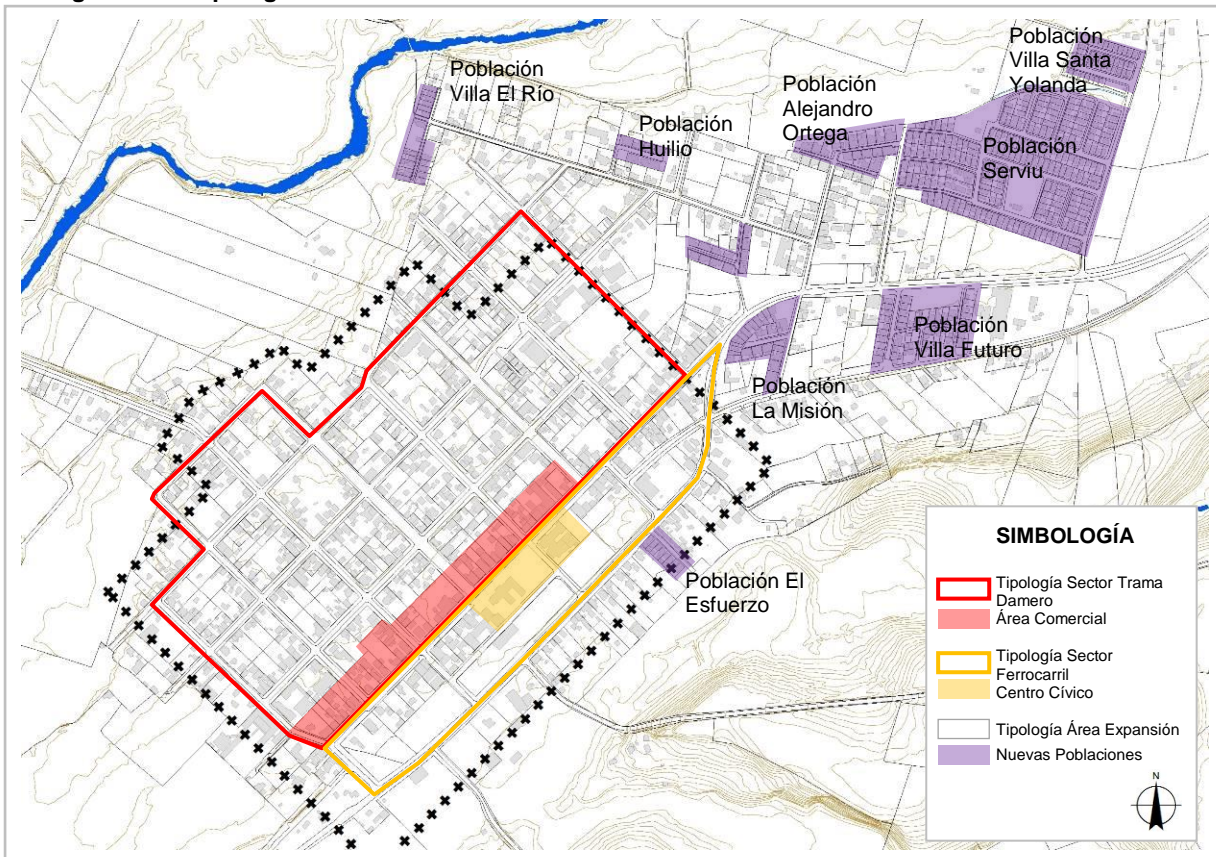 Población
Villa El Río
Población
Huilio
Población
Alejandro
Ortega
Población
Villa Santa
Yolanda
Población
Serviu
Población
Villa Futuro
Población
La Misión
Población El
Esfuerzo
SIMBOLOGÍA
Tipología Sector Trama
Damero
Área Comercial
Tipología Sector
Ferrocarril
Centro Cívico
Tipología Área Expansión
Nuevas Poblaciones
N